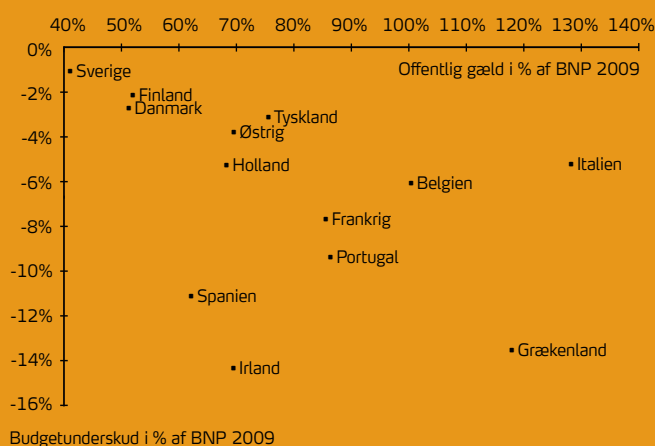 40% 50% 60% 70% 80% 90% 100% 110% 120% 130% 140%
0%
Offentlig gæld i % af BNP 2009
Sverige
-2%
Finland
Danmark
Tyskland
-4%
Østrig
Holland
Italien
-6%
Belgien
Frankrig
-8%
Portugal
-10%
Spanien
-12%
Grækenland
-14%
Irland
-16%
Budgetunderskud i % af BNP 2009